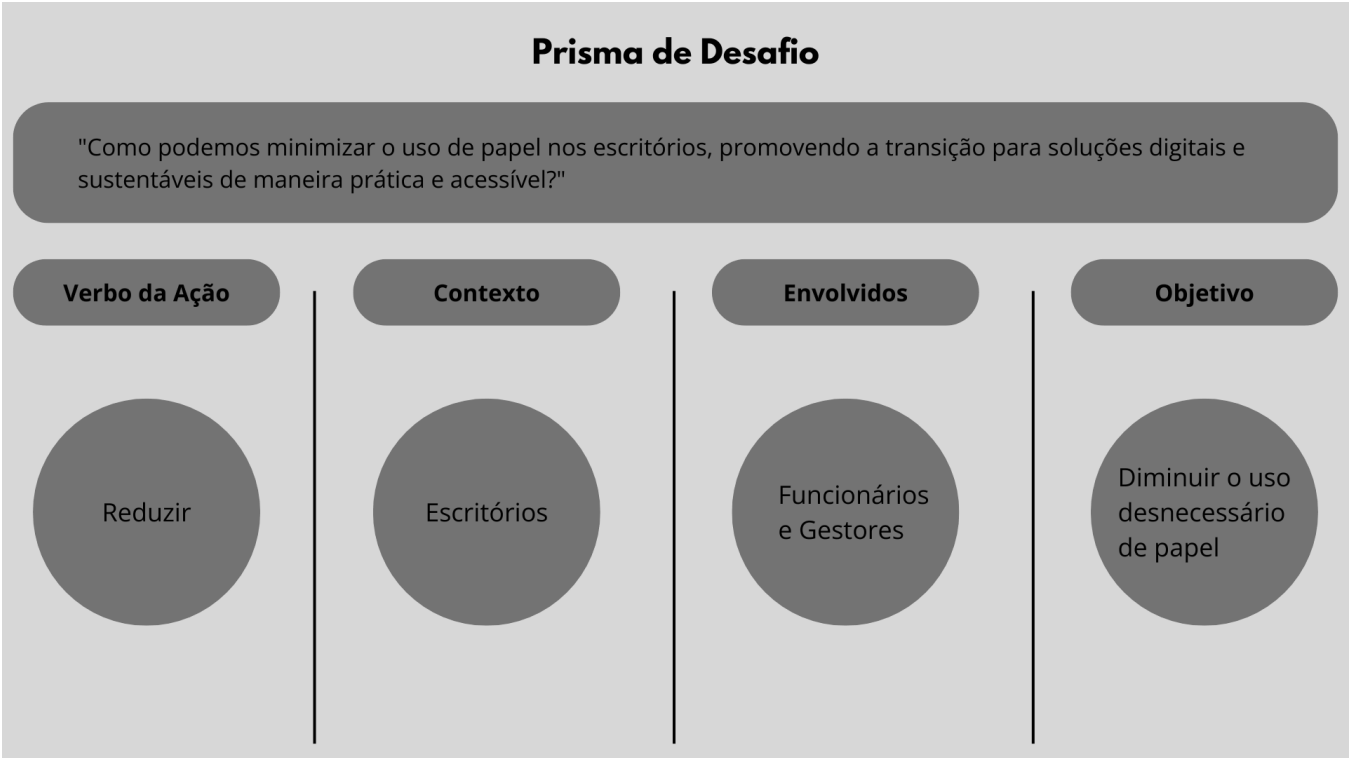 Prisma de Desafio
"Como podemos minimizar o uso de papel nos escritórios, promovendo a transição para soluções digitais e
sustentáveis de maneira prática e acessível?"
Verbo da Ação
Contexto
Envolvidos
Objetivo
Reduzir
Escritórios
Funcionários
e Gestores
Diminuir o uso
desnecessário
de papel